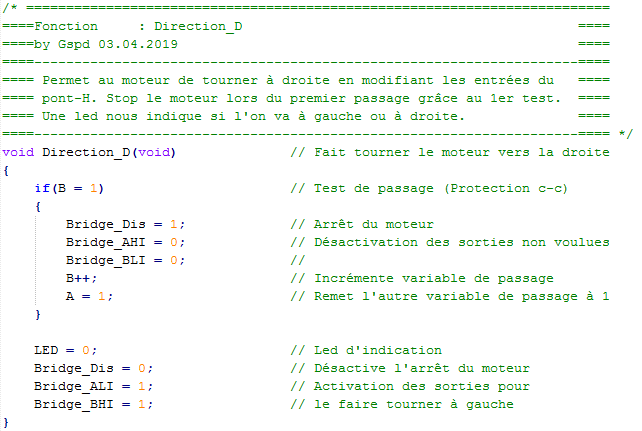 /* ========================================================================
====Fonction     : Direction_D                                         ====
====by Gspd 03.04.2019                                                 ====
====-------------------------------------------------------------------====
==== Permet au moteur de tourner à droite en modifiant les entrées du  ====
==== pont-H. Stop le moteur lors du premier passage grâce au 1er test. ====
==== Une led nous indique si l'on va à gauche ou à droite.             ====
====-------------------------------------------------------------------==== */
void Direction_D(void)              // Fait tourner le moteur vers la droite
{
    if(B = 1)                       // Test de passage (Protection c-c)
    {
        Bridge_Dis = 1;             // Arrêt du moteur
        Bridge_AHI = 0;             // Désactivation des sorties non voulues
        Bridge_BLI = 0;             //
        B++;                        // Incrémente variable de passage
        A = 1;                      // Remet l'autre variable de passage à 1
    }
    LED = 0;                        // Led d'indication
    Bridge_Dis = 0;                 // Désactive l'arrêt du moteur
    Bridge_ALI = 1;                 // Activation des sorties pour
    Bridge_BHI = 1;                 // le faire tourner à gauche
}